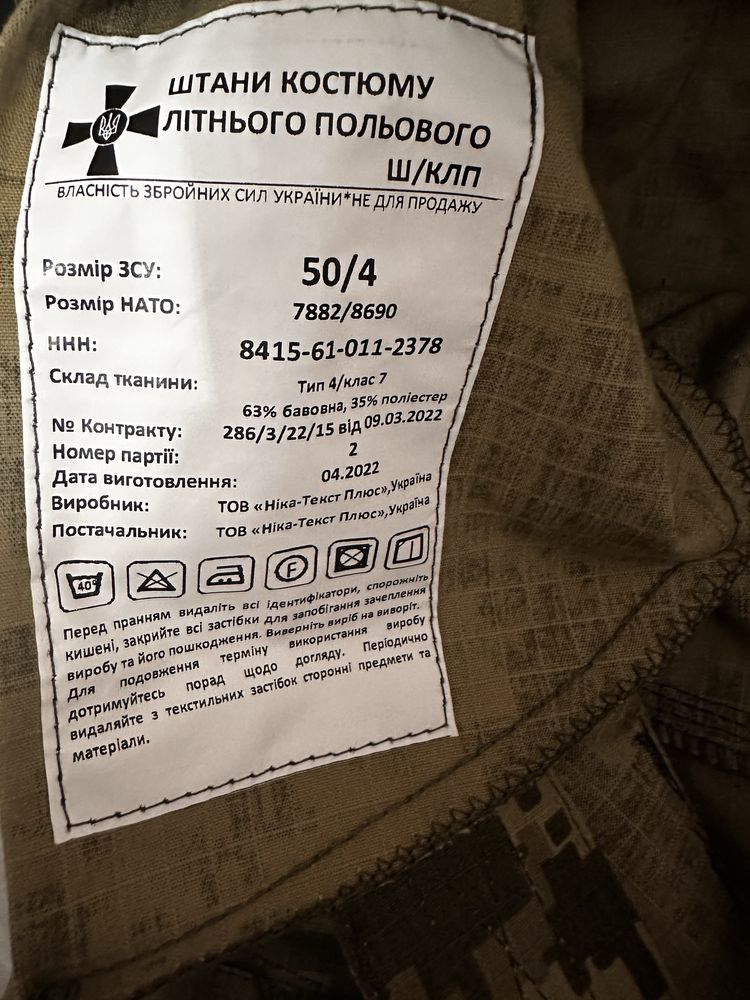 ШТАНИ КОСТЮМУ
ЛІТНЬОГО ПОЛЬОВОГО
Ш/КЛП
ВЛАСНІСТЬ ЗБРОЙНИХ СИЛ УКРАЇНИ*НЕ ДЛЯ ПРОДАЖУ
Розмір ЗСУ: 50/4
Розмір НАТО: 7882/8690
ННН: 8415-61-011-2378
Склад тканини: Тип 4/клас 7
63% бавовна, 35% поліестер
№ Контракту: 286/3/22/15 від 09.03.2022
Номер партії: 2
Дата виготовлення: 04.2022
Виробник: ТОВ «Ніка-Текст Плюс»,Україна
Постачальник: ТОВ «Ніка-Текст Плюс»,Україна
40° F
Перед пранням видаліть всі ідентифікатори, спорожніть
кишені, закрийте всі застібки для запобігання зачеплення
виробу та його пошкодження. Виверніть виріб на виворіт.
Для подовження терміну використання виробу
дотримуйтесь порад щодо догляду. Періодично
видаляйте з текстильних застібок сторонні предмети та
матеріали.